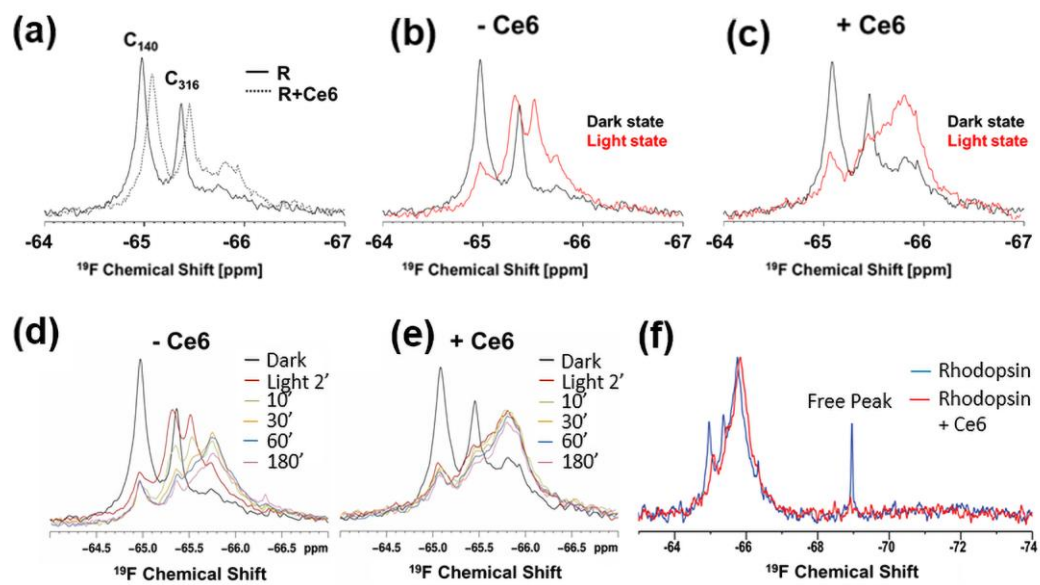 (a)
C140
C316
R
R+Ce6
-64 -65 -66 -67
19F Chemical Shift [ppm]
(b)
- Ce6
Dark state
Light state
-64 -65 -66 -67
19F Chemical Shift [ppm]
(c)
+ Ce6
Dark state
Light state
-64 -65 -66 -67
19F Chemical Shift [ppm]
(d)
- Ce6
Dark
Light 2’
10’
30’
60’
180’
-64.5 -65.0 -65.5 -66.0 -66.5 ppm
19F Chemical Shift
(e)
+ Ce6
Dark
Light 2’
10’
30’
60’
180’
-64.5 -65.0 -65.5 -66.0 -66.5 ppm
19F Chemical Shift
(f)
Free Peak
Rhodopsin
Rhodopsin
+ Ce6
-64 -66 -68 -70 -72 -74
19F Chemical Shift